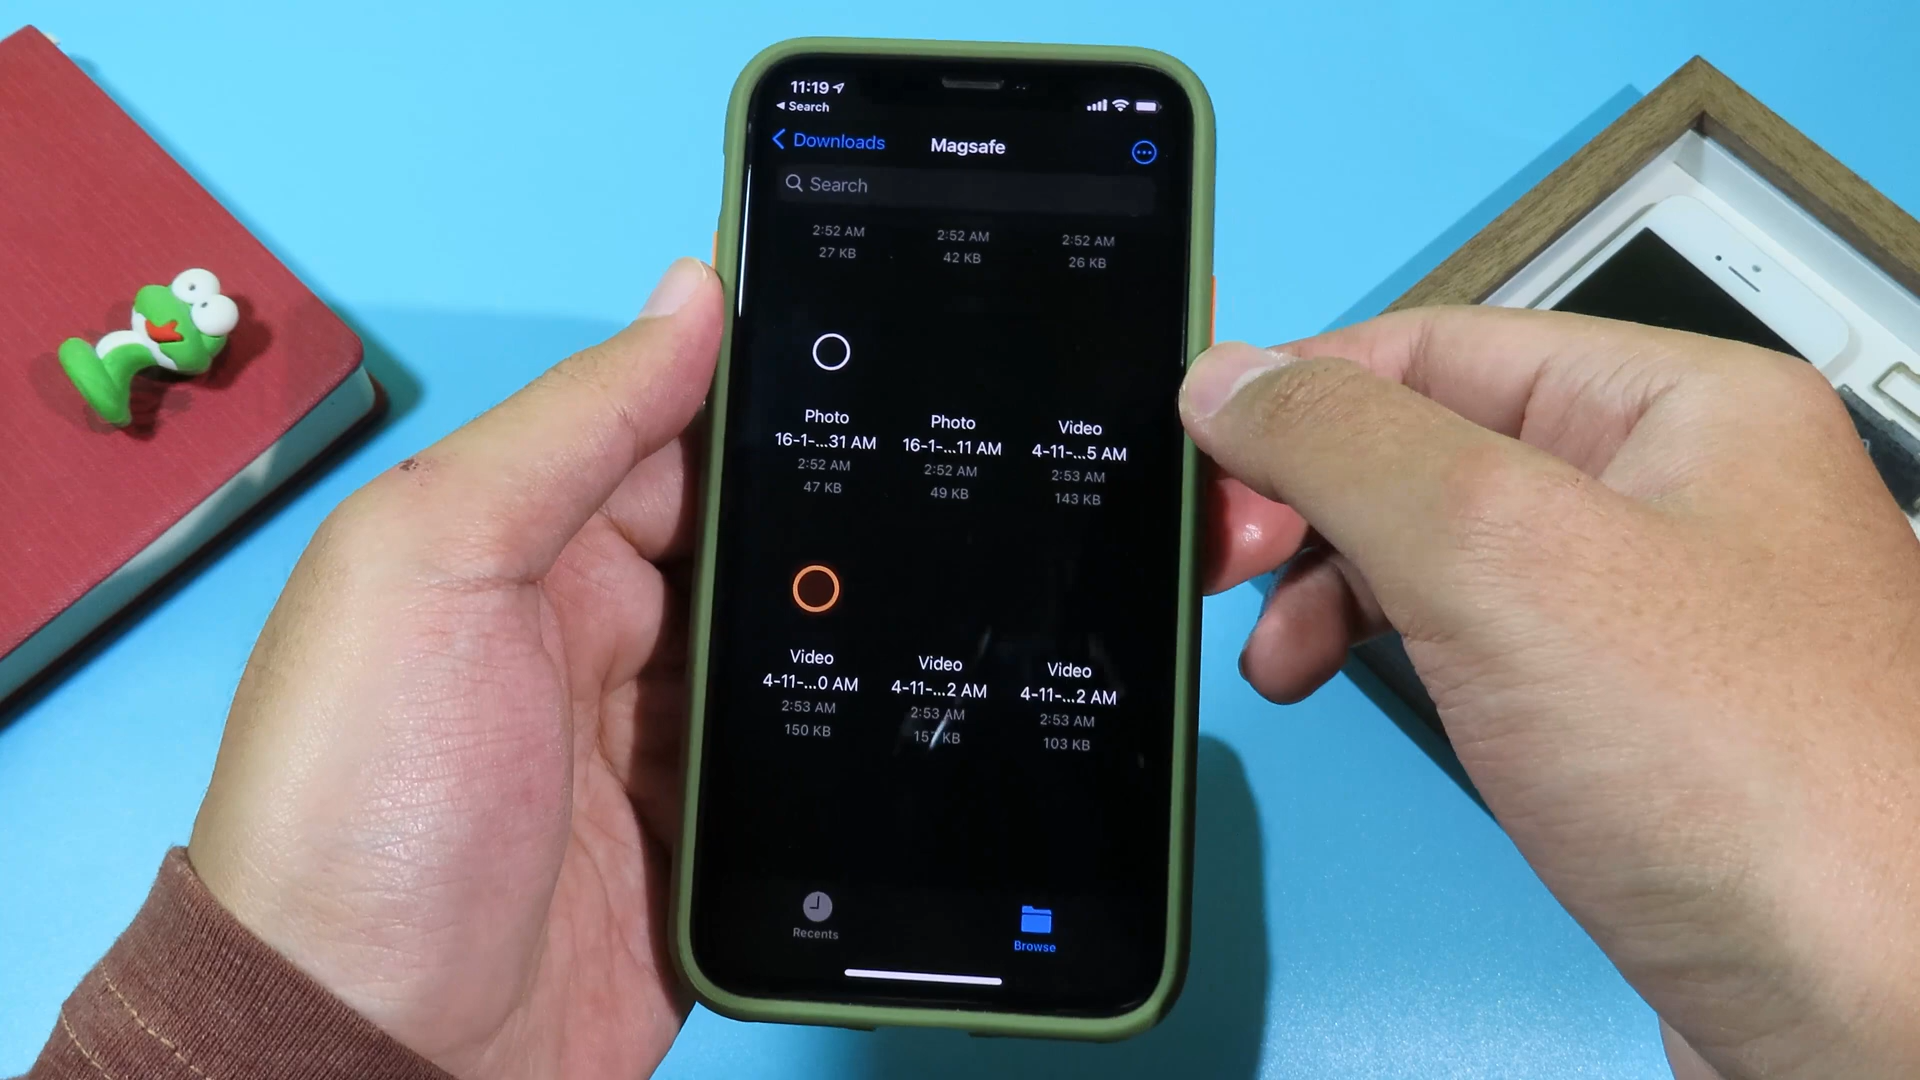 11:19
Search
Downloads
Magsafe
Search
2:52 AM 2:52 AM 2:52 AM
27 KB 42 KB 26 KB
Photo Photo Video
16-1-...31 AM 16-1-...11 AM 4-11-...5 AM
2:52 AM 2:52 AM 2:53 AM
47 KB 49 KB 143 KB
Video Video Video
4-11-...0 AM 4-11-...2 AM 4-11-...2 AM
2:53 AM 2:53 AM 2:53 AM
150 KB KB 103 KB
Recents Browse